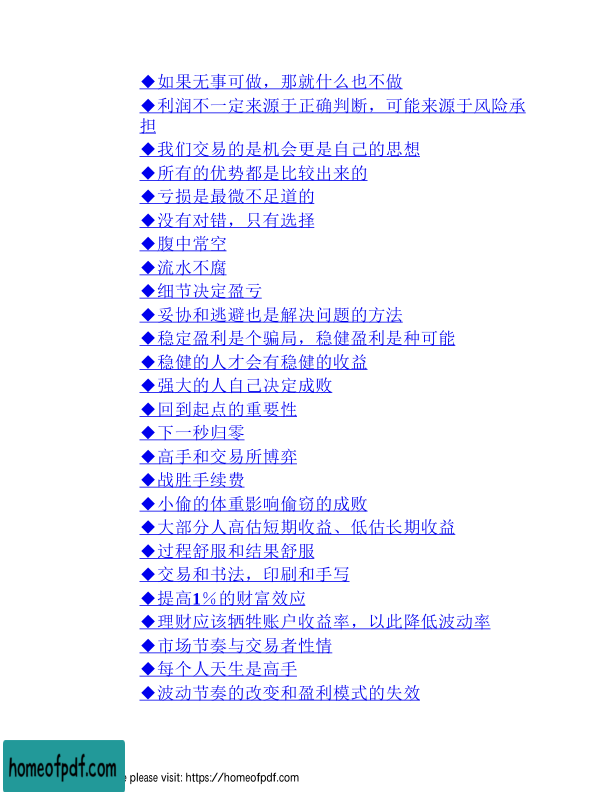 ◆如果无事可做，那就什么也不做
◆利润不一定来源于正确判断，可能来源于风险承
担
◆我们交易的是机会更是自己的思想
◆所有的优势都是比较出来的
◆亏损是最微不足道的
◆没有对错，只有选择
◆腹中常空
◆流水不腐
◆细节决定盈亏
◆妥协和逃避也是解决问题的方法
◆稳定盈利是个骗局，稳健盈利是种可能
◆稳健的人才会有稳健的收益
◆强大的人自己决定成败
◆回到起点的重要性
◆下一秒归零
◆高手和交易所博弈
◆战胜手续费
◆小偷的体重影响偷窃的成败
◆大部分人高估短期收益、低估长期收益
◆过程舒服和结果舒服
◆交易和书法，印刷和手写
◆提高1％的财富效应
◆理财应该牺牲账户收益率，以此降低波动率
◆市场节奏与交易者性情
◆每个人天生是高手
◆波动节奏的改变和盈利模式的失效
homeofpdf.com
e please visit: https://homeofpdf.com